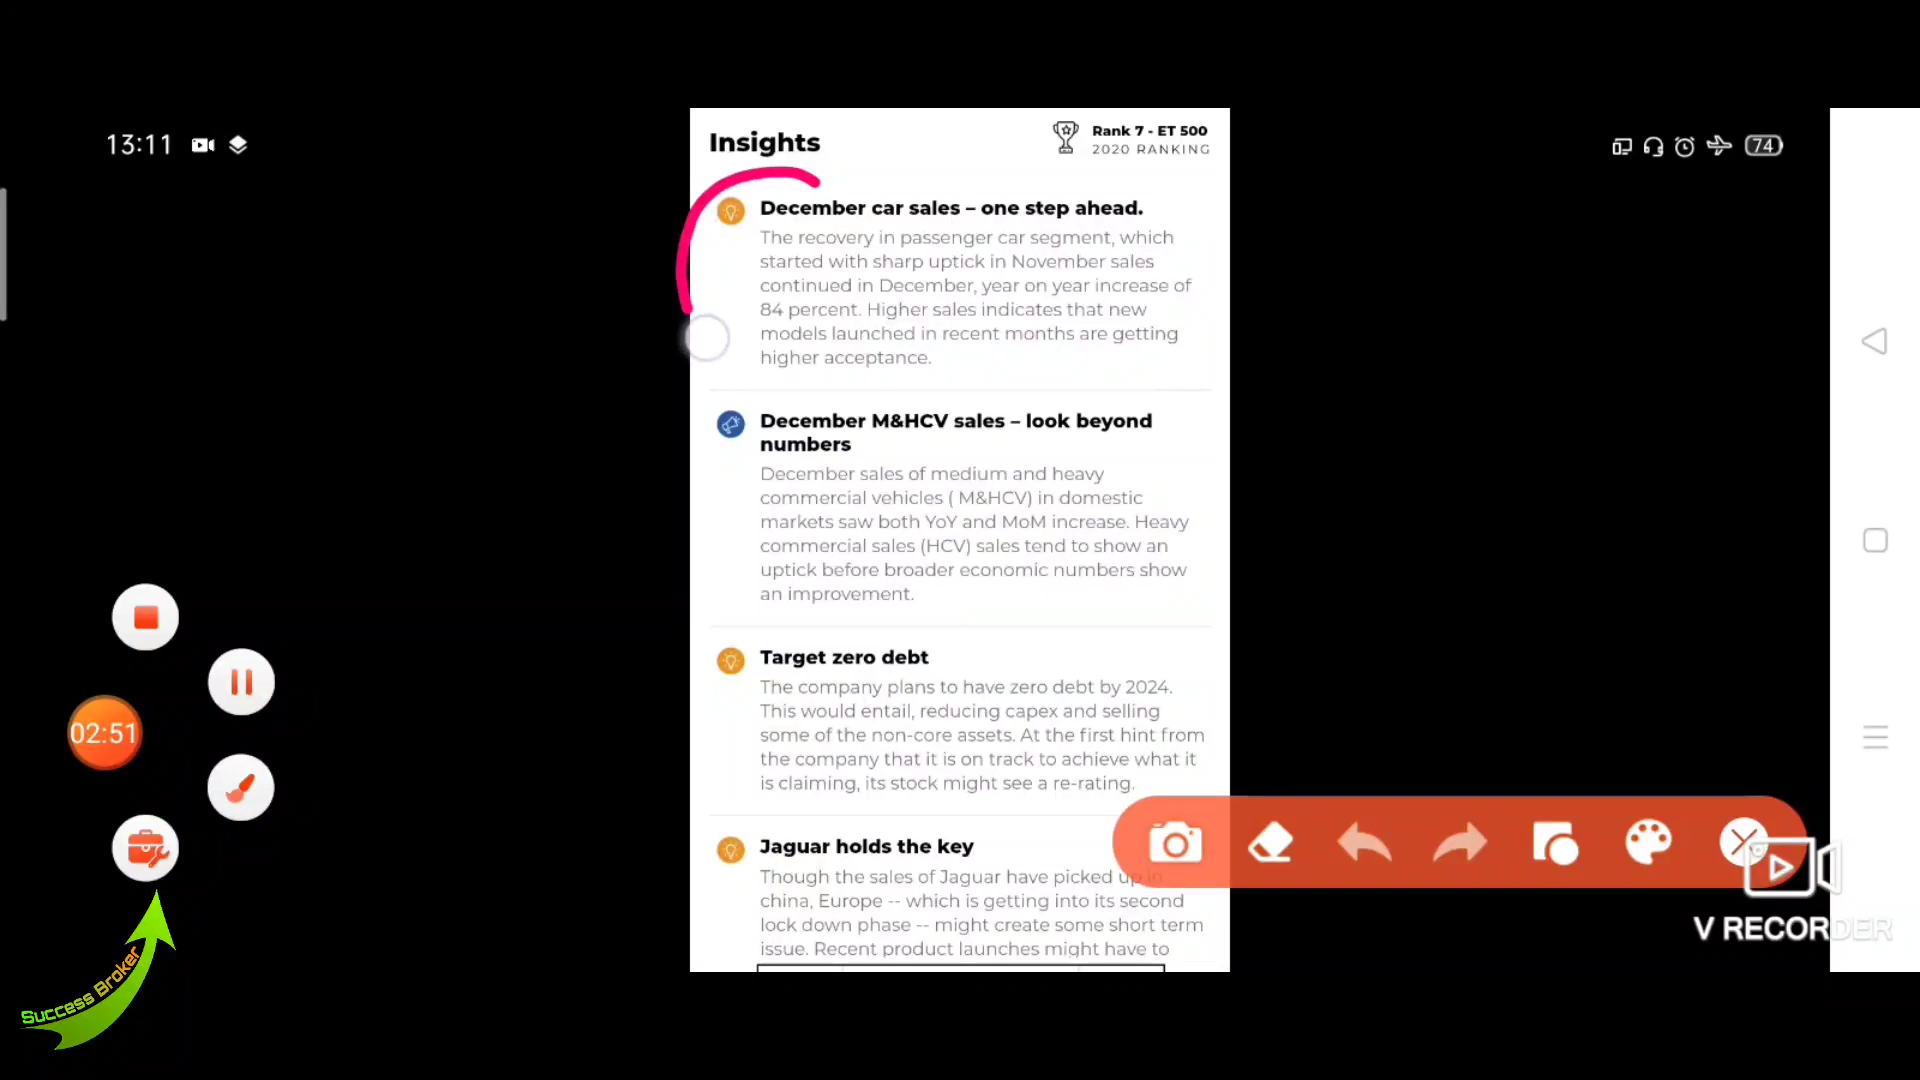 13:11
74
Insights
Rank 7 - ET 500
2020 RANKING
December car sales – one step ahead.
The recovery in passenger car segment, which
started with sharp uptick in November sales
continued in December, year on year increase of
84 percent. Higher sales indicates that new
models launched in recent months are getting
higher acceptance.
December M&HCV sales – look beyond
numbers
December sales of medium and heavy
commercial vehicles ( M&HCV) in domestic
markets saw both YoY and MoM increase. Heavy
commercial sales (HCV) sales tend to show an
uptick before broader economic numbers show
an improvement.
Target zero debt
The company plans to have zero debt by 2024.
This would entail, reducing capex and selling
some of the non-core assets. At the first hint from
the company that it is on track to achieve what it
is claiming, its stock might see a re-rating.
Jaguar holds the key
Though the sales of Jaguar have picked up in
china, Europe -- which is getting into its second
lock down phase -- might create some short term
issue. Recent product launches might have to
02:51
Success Broker
V RECORDER